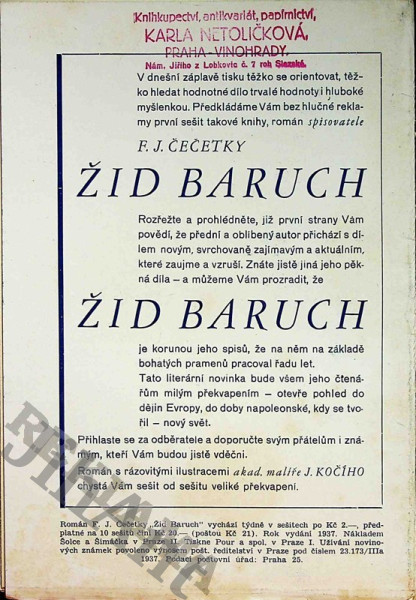 Knihkupectví, antikvariát, papírnictví,
KARLA NETOLIČKOVÁ,
PRAHA-VINOHRADY,
Nám. Jiřího z Lobkovic č. 7 roh Slezské.
V dnešní záplavě tisku těžko se orientovat, těž-
ko hledat hodnotné dílo trvalé hodnoty i hluboké
myšlenkou. Předkládáme Vám bez hlučné rekla-
my první sešit takové knihy, román spisovatele
F. J. ČEČETKY
ŽID BARUCH
Rozřežte a prohlédněte, již první strany Vám
povědí, že přední a oblíbený autor přichází s dí-
lem novým, svrchovaně zajímavým a aktuálním,
které zaujme a vzruší. Znáte jistě jiná jeho pěk-
ná díla – a můžeme Vám prozradit, že
ŽID BARUCH
je korunou jeho spisů, že na něm na základě
bohatých pramenů pracoval řadu let.
Tato literární novinka bude všem jeho čtená-
řům milým překvapením – otevře pohled do
dějin Evropy, do doby napoleonské, kdy se tvo-
řil – nový svět.
Přihlaste se za odběratele a doporučte svým přátelům i zná-
mým, kteří Vám budou jistě vděčni.
Román s rázovitými ilustracemi akad. malíře J. KOČÍHO
chystá Vám sešit od sešitu veliké překvapení.
Román F. J. Čečetky „Žid Baruch" vychází týdně v sešitech po Kč 2.—, před-
platné na 10 sešitů činí Kč 20.— (poštou Kč 21). Rok vydání 1937. Nákladem
Šolce a Šimáčka v Praze II. Tiskne Pour a spol. v Praze I. Užívání novino-
vých známek povoleno výnosem pošt. ředitelství v Praze pod číslem 23.173/IIIa
1937. Podací poštovní úřad: Praha 25.